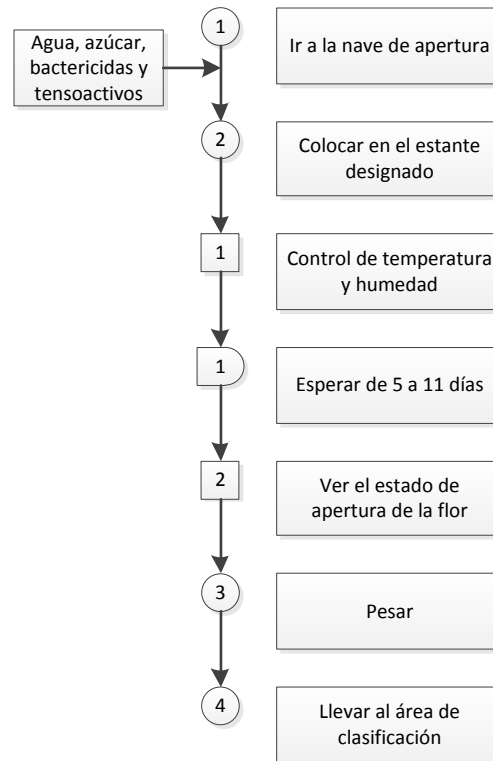 1
Ir a la nave de apertura
Agua, azúcar,
bactericidas y
tensoactivos
2
Colocar en el estante
designado
1
Control de temperatura
y humedad
1
Esperar de 5 a 11 días
2
Ver el estado de
apertura de la flor
3
Pesar
4
Llevar al área de
clasificación